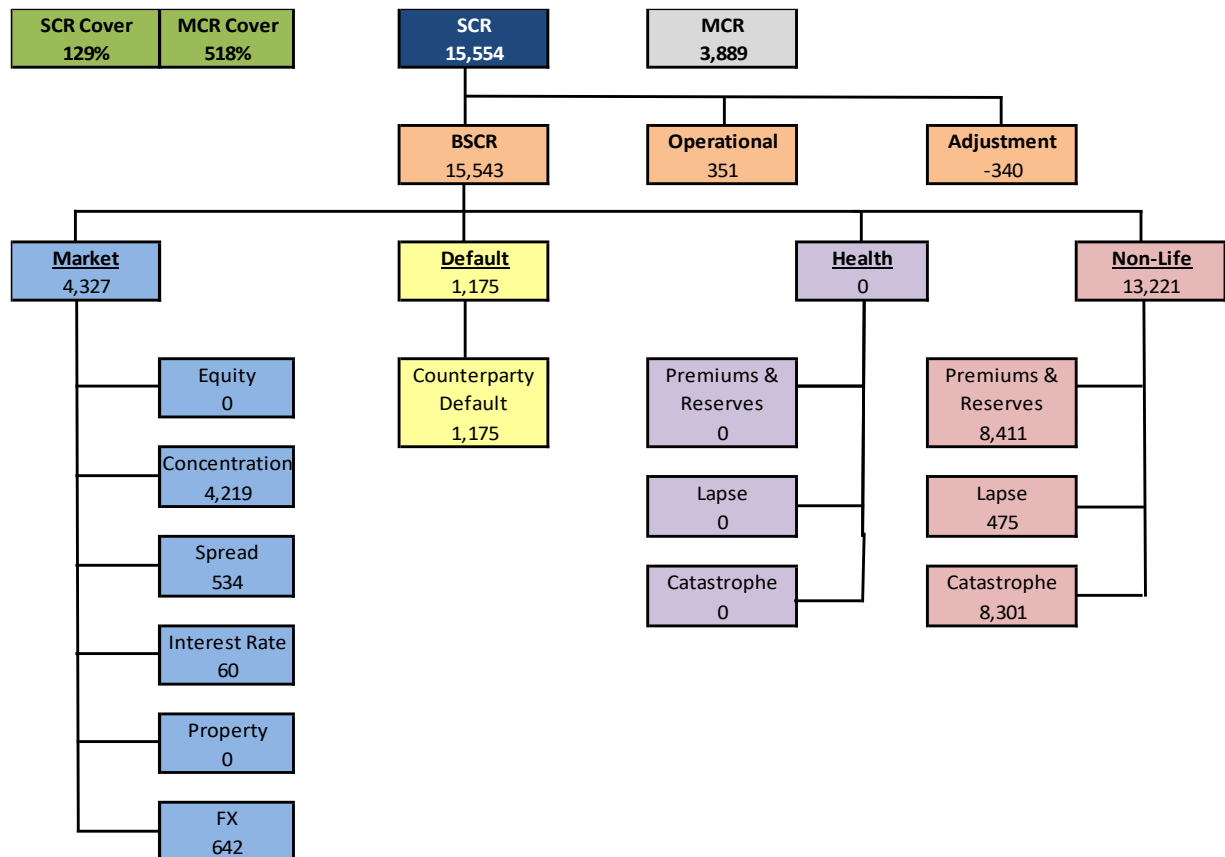 SCR Cover
129%
MCR Cover
518%
SCR
15,554
MCR
3,889
BSCR
15,543
Operational
351
Adjustment
-340
Market
4,327
Default
1,175
Health
0
Non-Life
13,221
Equity
0
Concentration
4,219
Spread
534
Interest Rate
60
Property
0
FX
642
Counterparty
Default
1,175
Premiums &
Reserves
0
Lapse
0
Catastrophe
0
Premiums &
Reserves
8,411
Lapse
475
Catastrophe
8,301